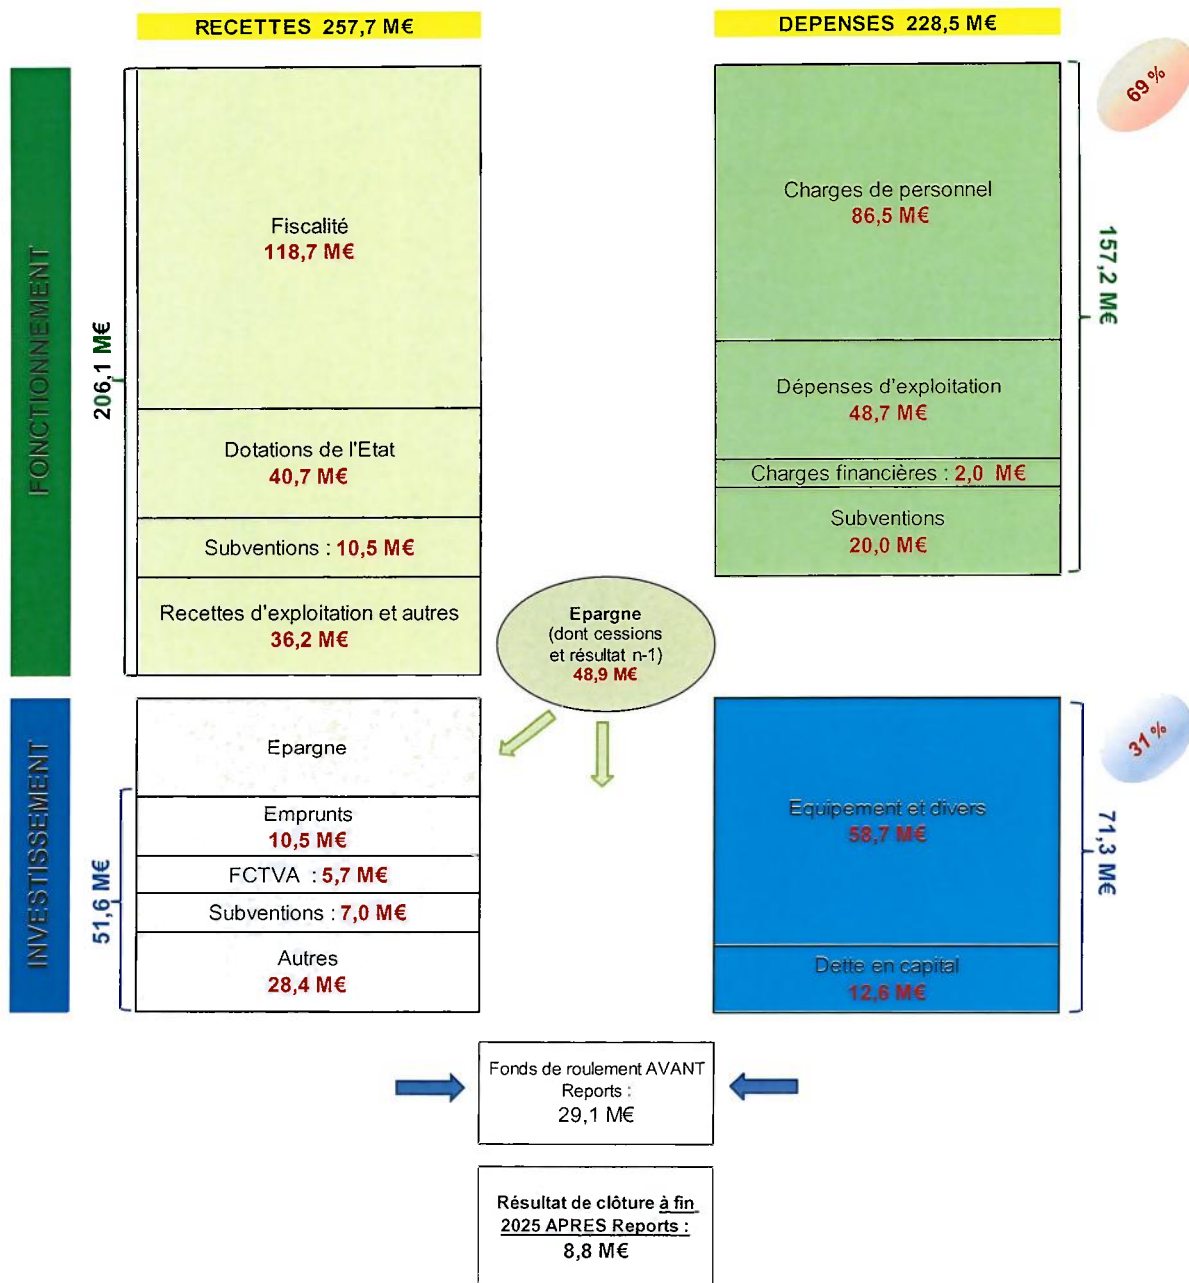 RECETTES 257,7 M€
DEPENSES 228,5 M€
FONCTIONNEMENT
206,1 M€
Fiscalité
118,7 M€
Dotations de l'Etat
40,7 M€
Subventions : 10,5 M€
Recettes d'exploitation et autres
36,2 M€
Charges de personnel
86,5 M€
Dépenses d'exploitation
48,7 M€
Charges financières : 2,0 M€
Subventions
20,0 M€
157,2 M€
69 %
Epargne
(dont cessions
et résultat n-1)
48,9 M€
INVESTISSEMENT
51,6 M€
Epargne
Emprunts
10,5 M€
FCTVA : 5,7 M€
Subventions : 7,0 M€
Autres
28,4 M€
Equipement et divers
58,7 M€
Dette en capital
12,6 M€
71,3 M€
31 %
Fonds de roulement AVANT
Reports :
29,1 M€
Résultat de clôture à fin
2025 APRES Reports :
8,8 M€